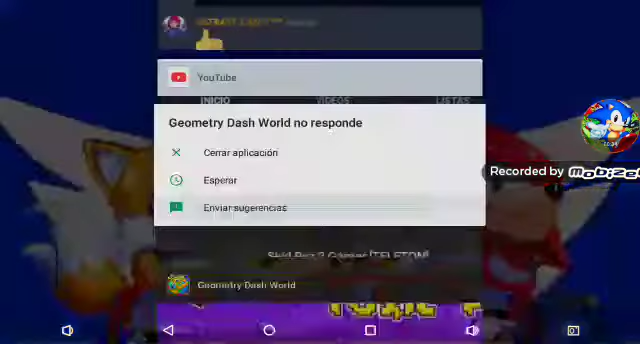 YouTube
INICIO VIDEOS LISTAS
Geometry Dash World no responde
Cerrar aplicación
Esperar
Enviar sugerencias
Recorded by
Geometry Dash World